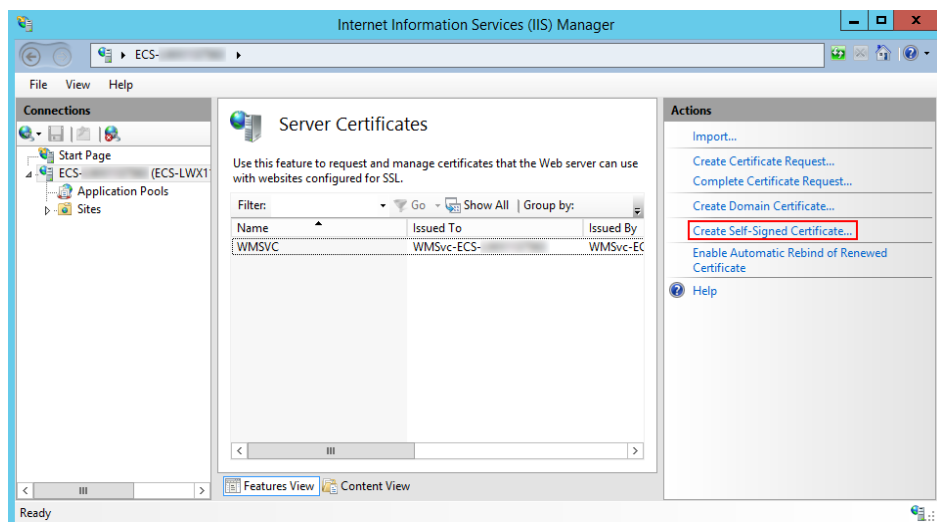 Internet Information Services (IIS) Manager
ECS-
File View Help
Connections
Start Page
ECS- (ECS-LWX1
Application Pools
Sites
Server Certificates
Use this feature to request and manage certificates that the Web server can use
with websites configured for SSL.
Filter: Go Show All Group by:
Name Issued To Issued By
WMSVC WMSvc-ECS- WMSvc-EC
Features View Content View
Actions
Import...
Create Certificate Request...
Complete Certificate Request...
Create Domain Certificate...
Create Self-Signed Certificate...
Enable Automatic Rebind of Renewed
Certificate
Help
Ready